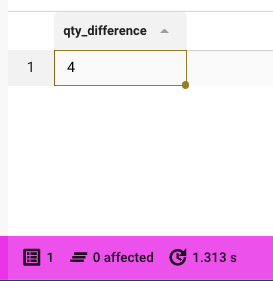 qty_difference
1 4
1 0 affected 1.313 s